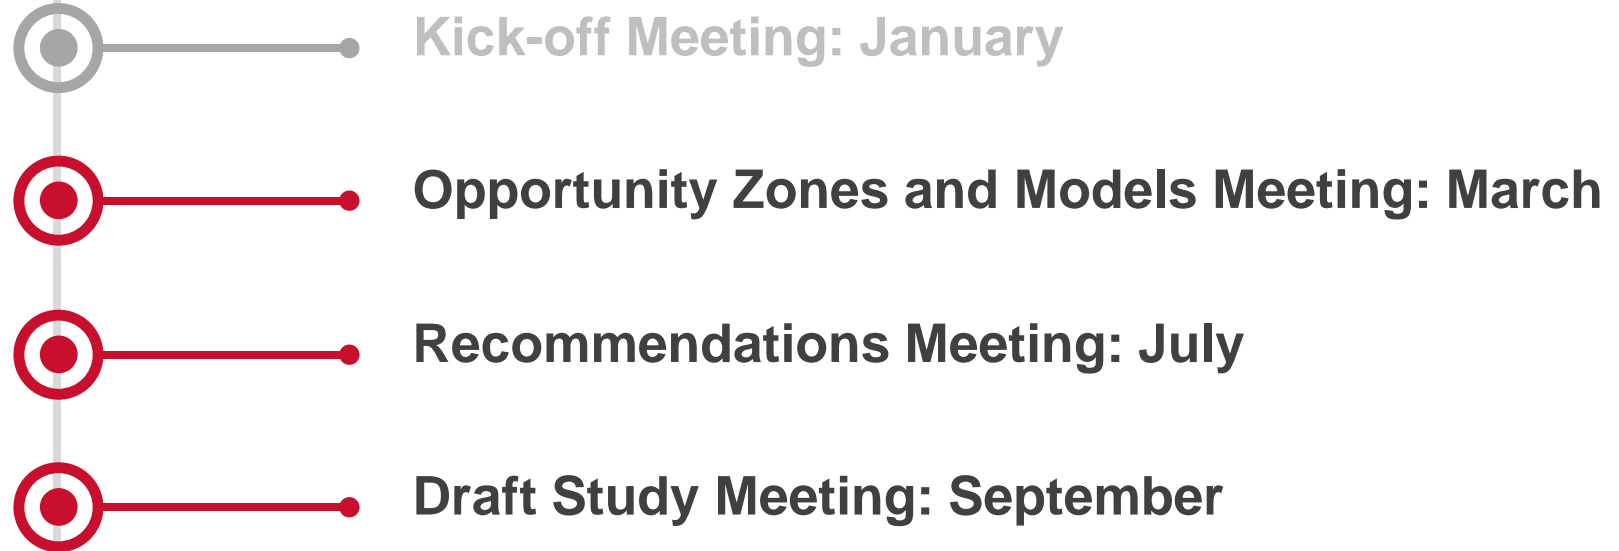 Kick-off Meeting: January
Opportunity Zones and Models Meeting: March
Recommendations Meeting: July
Draft Study Meeting: September